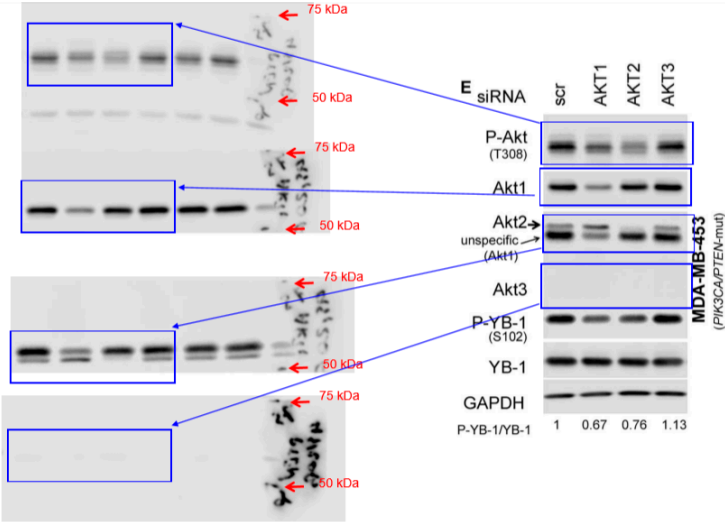 75 kDa
50 kDa
75 kDa
50 kDa
75 kDa
50 kDa
75 kDa
50 kDa
E
siRNA
scr
AKT1
AKT2
AKT3
P-Akt
(T308)
Akt1
Akt2
unspecific
(Akt1)
Akt3
P-YB-1
(S102)
YB-1
GAPDH
P-YB-1/YB-1 1 0.67 0.76 1.13
MDA-MB-453
(PIK3CA/PTEN-mut)